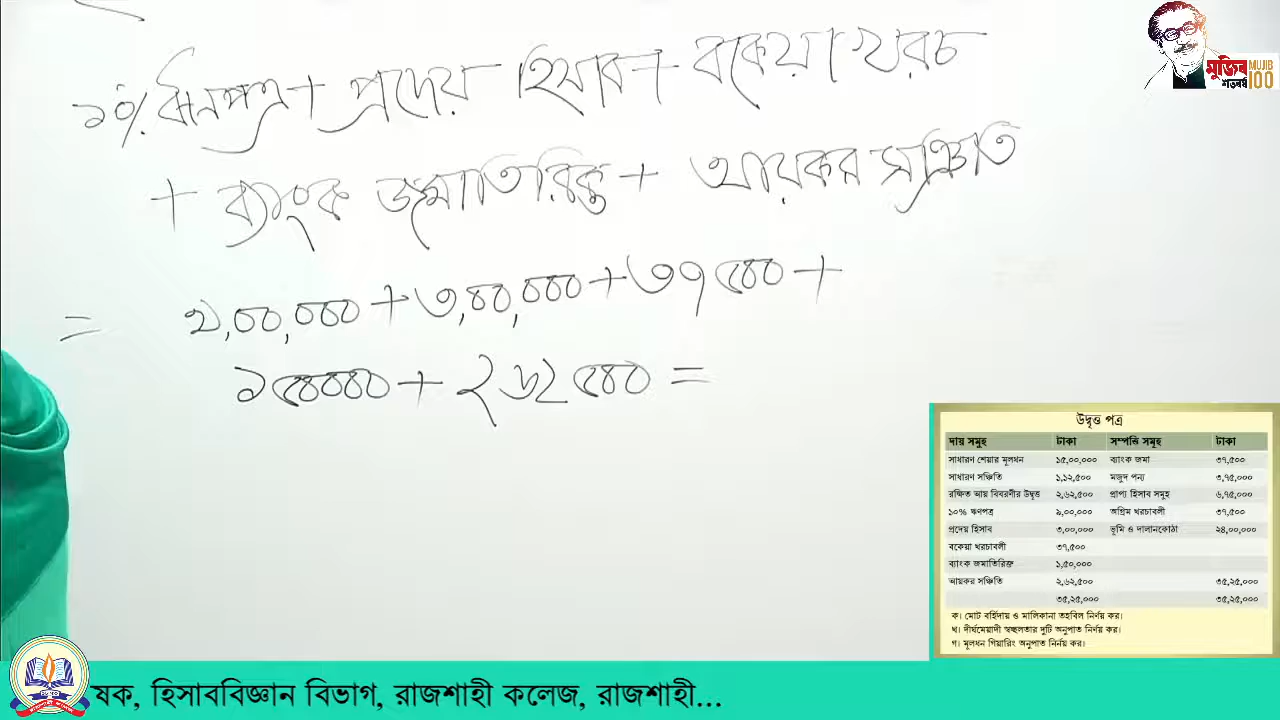 ১০% ঋনপত্র + প্রদেয় হিসাব + বকেয়া খরচ
+ ব্যাংক জমাতিরিক্ত + আয়কর সঞ্চিতি
= ৯,০০,০০০ + ৩,০০,০০০ + ৩৭৫০০ +
১৫০০০০ + ২৬২৫০০ =
মুজিব MUJIB
শতবর্ষ 100
উদ্বৃত্ত পত্র
দায় সমুহ টাকা সম্পত্তি সমূহ টাকা
সাধারণ শেয়ার মূলধন ১৫,০০,০০০ ব্যাংক জমা ৩৭,৫০০
সাধারণ সঞ্চিতি ১,১২,৫০০ মজুদ পন্য ৩,৭৫,০০০
রক্ষিত আয় বিবরণীর উদ্বৃত্ত ২,৬২,৫০০ প্রাপ্য হিসাব সমূহ ৬,৭৫,০০০
১০% ঋণপত্র ৯,০০,০০০ অগ্রিম খরচাবলী ৩৭,৫০০
প্রদেয় হিসাব ৩,০০,০০০ ভূমি ও দালানকোঠা ২৪,০০,০০০
বকেয়া খরচাবলী ৩৭,৫০০
ব্যাংক জমাতিরিক্ত ১,৫০,০০০
আয়কর সঞ্চিতি ২,৬২,৫০০ ৩৫,২৫,০০০
৩৫,২৫,০০০ ৩৫,২৫,০০০
ক। মোট বর্হিদায় ও মালিকানা তহবিল নির্ণয় কর।
খ। দীর্ঘমেয়াদী স্বচ্ছলতার দুটি অনুপাত নির্ণয় কর।
গ। মূলধন গিয়ারিং অনুপাত নির্নয় কর।
ষক, হিসাববিজ্ঞান বিভাগ, রাজশাহী কলেজ, রাজশাহী...